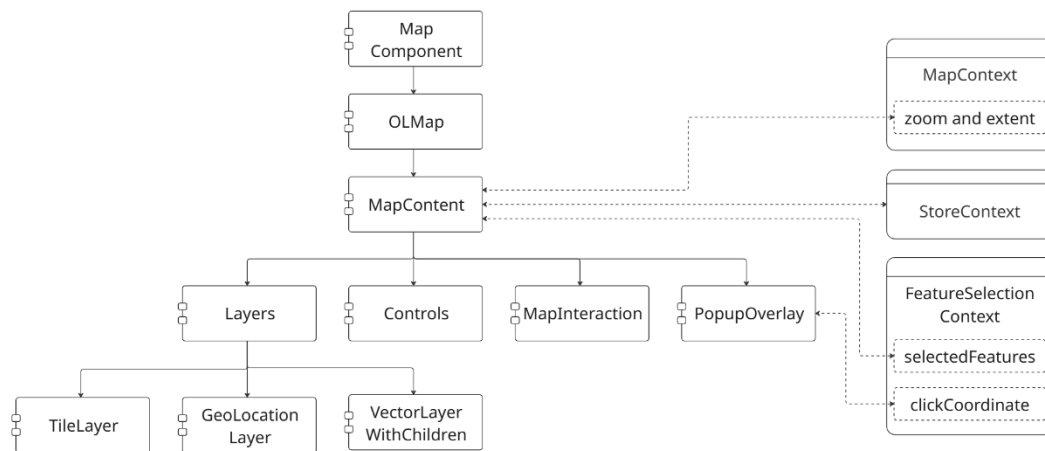 Map
Component
OLMap
MapContent
Layers
Controls
MapInteraction
PopupOverlay
TileLayer
GeoLocation
Layer
VectorLayer
WithChildren
MapContext
zoom and extent
StoreContext
FeatureSelection
Context
selectedFeatures
clickCoordinate